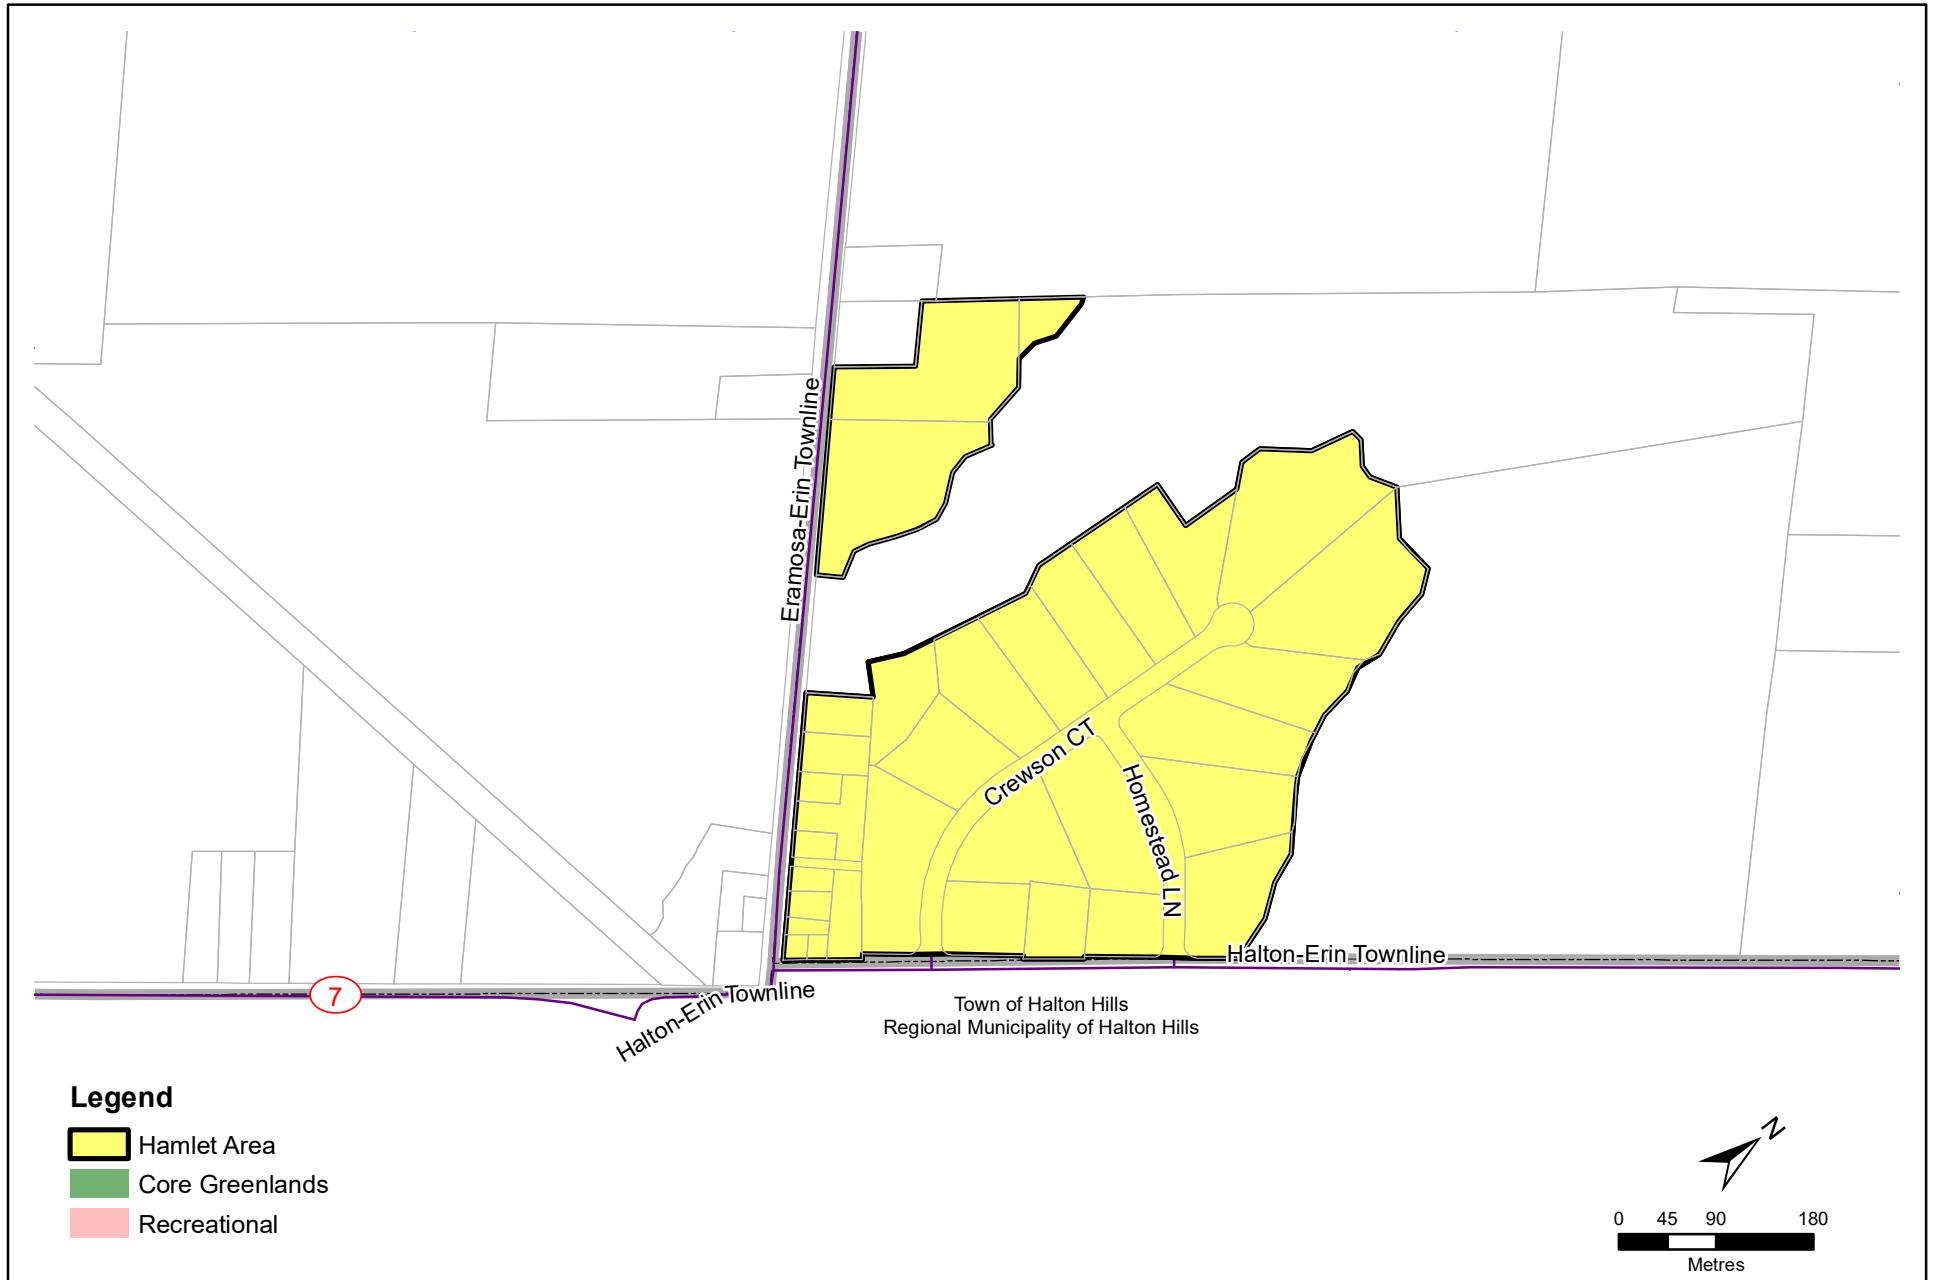 Eramosa-Erin Townline
Crewson CT
Homestead LN
Halton-Erin Townline
7
Halton-Erin Townline
Town of Halton Hills
Regional Municipality of Halton Hills
Legend
Hamlet Area
Core Greenlands
Recreational
N
0 45 90 180
Metres